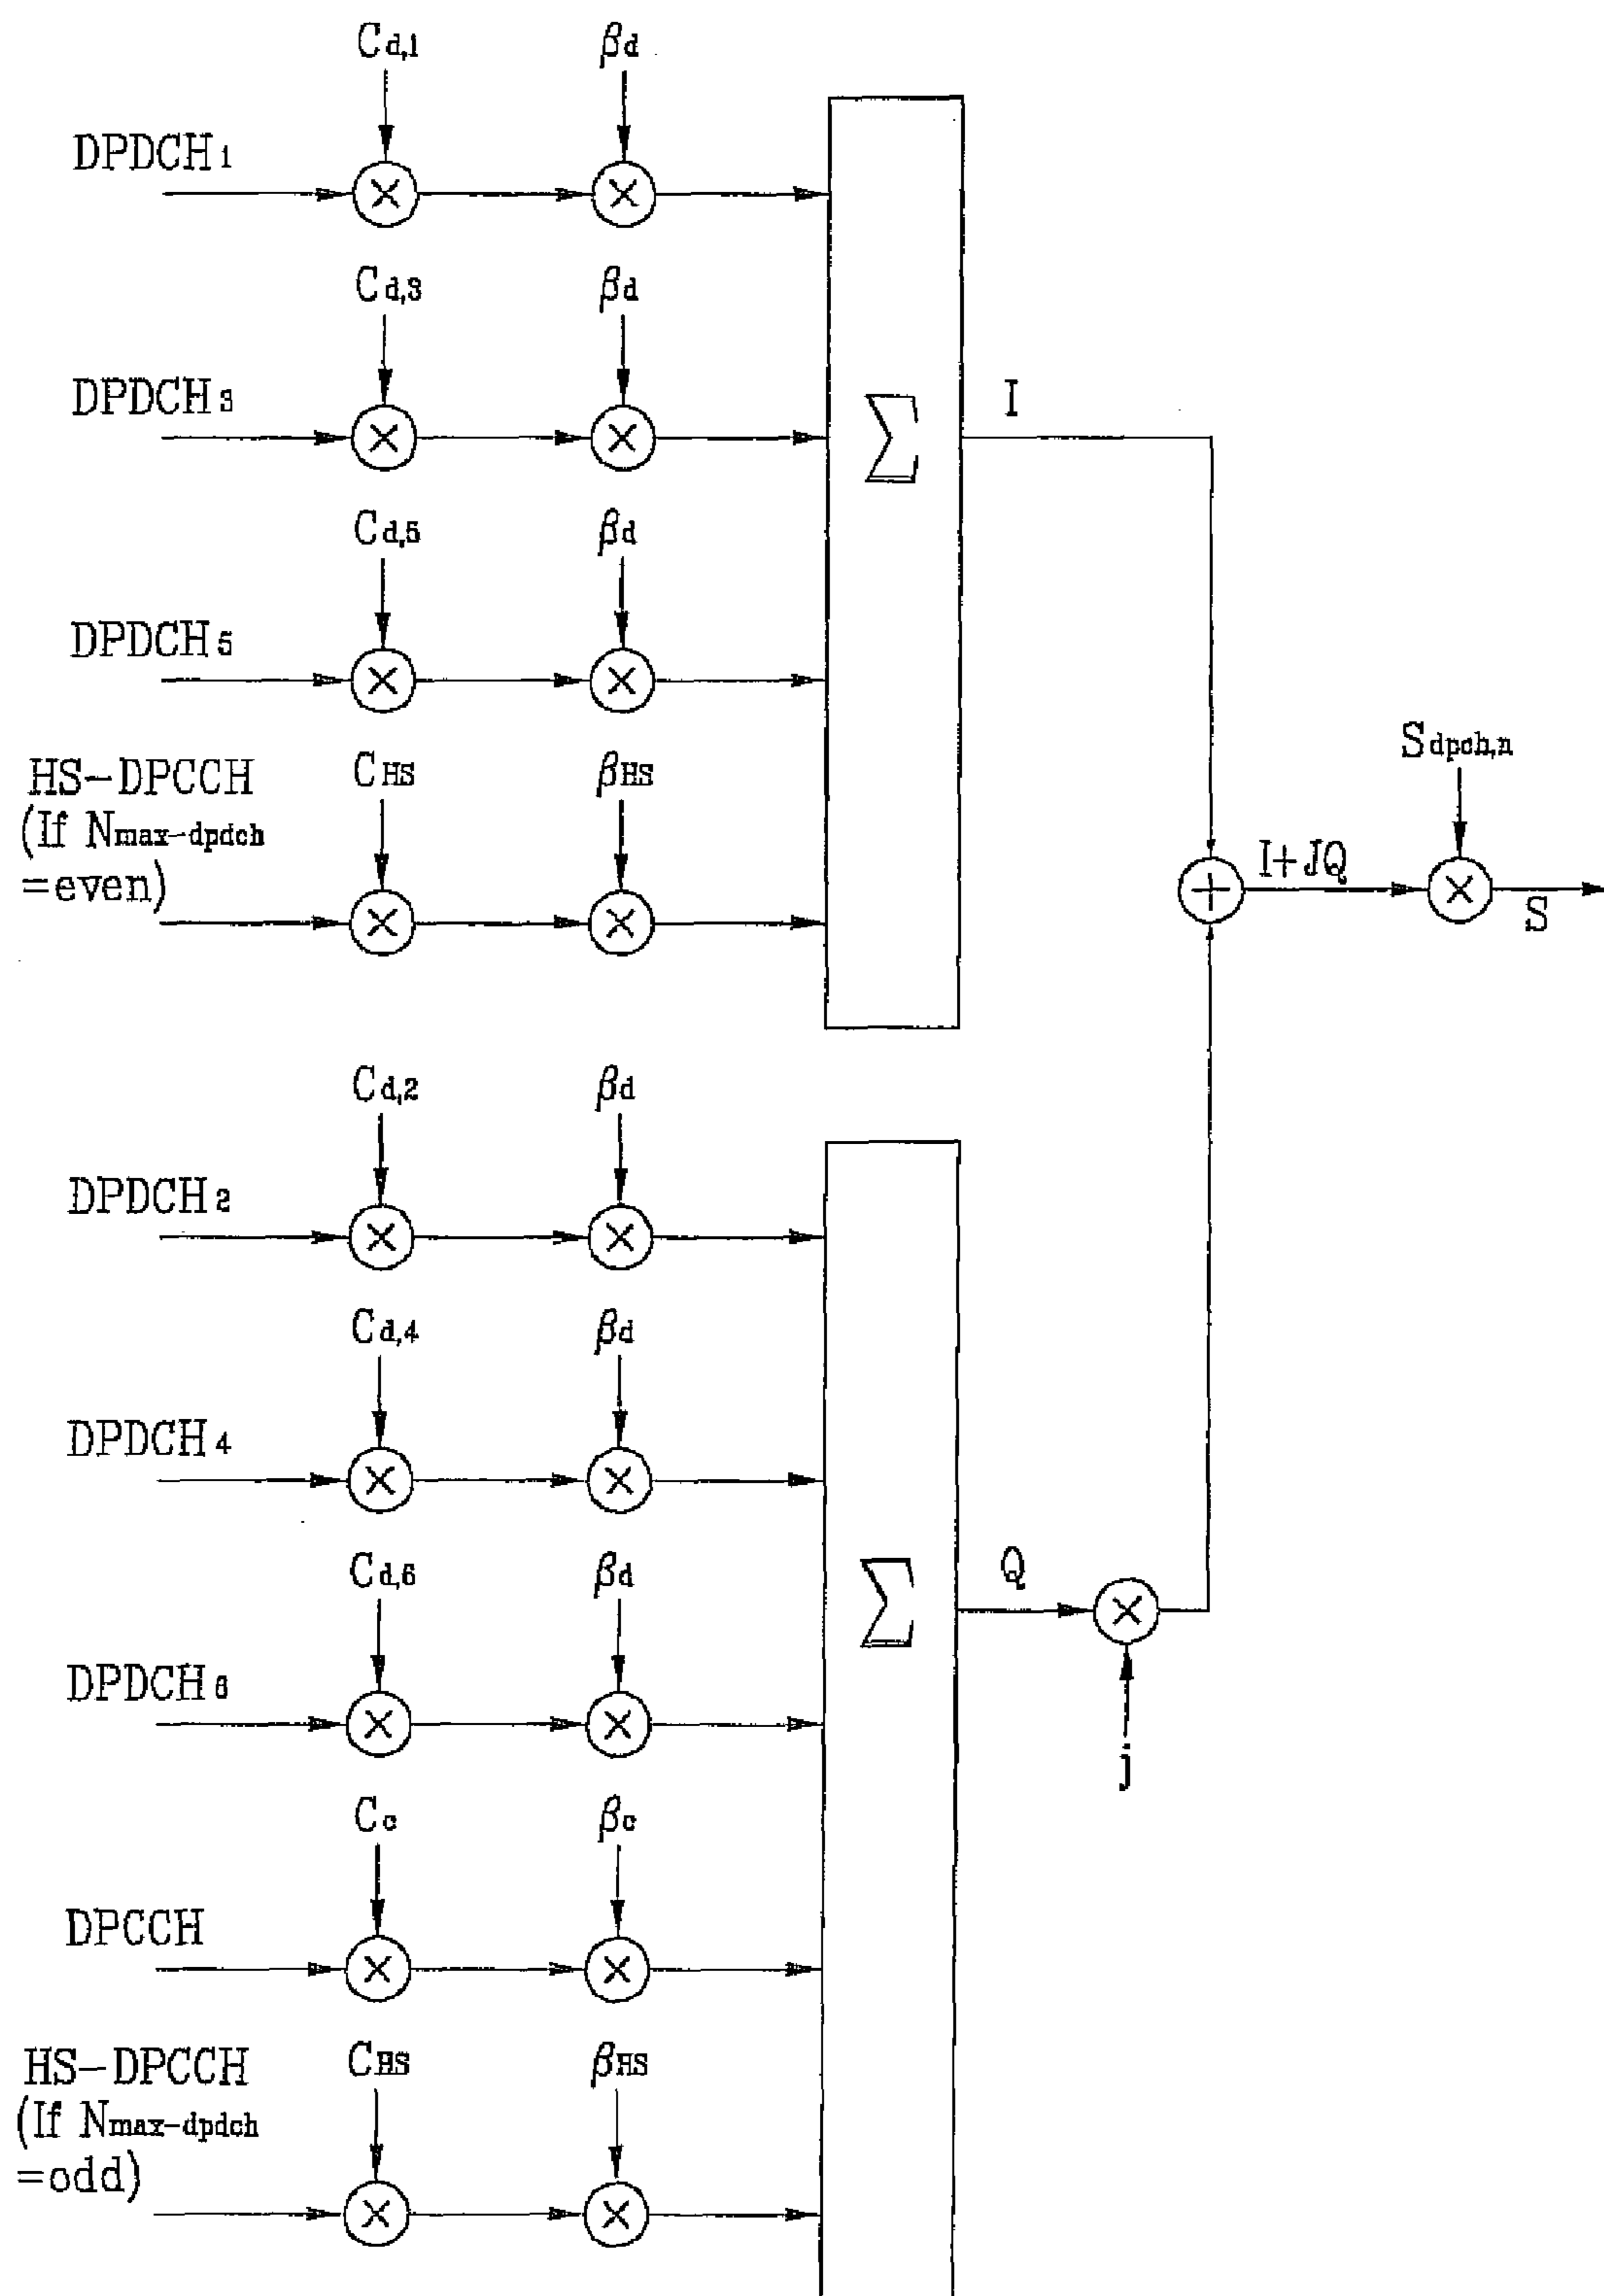 Cd,1 βd
DPDCH1
Cd,3 βd
DPDCH3
Σ
I
Cd,5 βd
DPDCH5
CHS βHS
HS-DPCCH
(If Nmax-dpdch
=even)
Sdpch,n
I+JQ
S
Cd,2 βd
DPDCH2
Cd,4 βd
DPDCH4
Cd,6 βd
Σ
Q
DPDCH6
j
Cc βc
DPCCH
CHS βHS
HS-DPCCH
(If Nmax-dpdch
=odd)